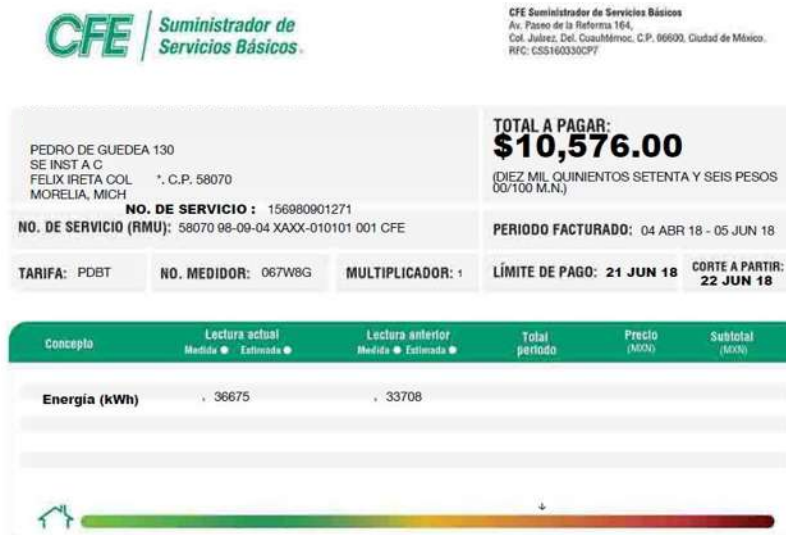 CFE Suministrador de Servicios Básicos
CFE Suministrador de Servicios Básicos
Av. Paseo de la Reforma 164,
Col. Juárez, Del. Cuauhtémoc, C.P. 06600, Ciudad de México.
RFC: CSS160330CP7
PEDRO DE GUEDEA 130
SE INST A C
FELIX IRETA COL *. C.P. 58070
MORELIA, MICH
TOTAL A PAGAR:
$10,576.00
(DIEZ MIL QUINIENTOS SETENTA Y SEIS PESOS
00/100 M.N.)
NO. DE SERVICIO : 156980901271
NO. DE SERVICIO (RMU): 58070 98-09-04 XAXX-010101 001 CFE
PERIODO FACTURADO: 04 ABR 18 - 05 JUN 18
TARIFA: PDBT NO. MEDIDOR: 067W8G MULTIPLICADOR: 1 LÍMITE DE PAGO: 21 JUN 18 CORTE A PARTIR: 22 JUN 18
Concepto Lectura actual Lectura anterior Total periodo Precio (MXN) Subtotal (MXN)
Medida Estimada Medida Estimada
Energía (kWh) 36675 33708